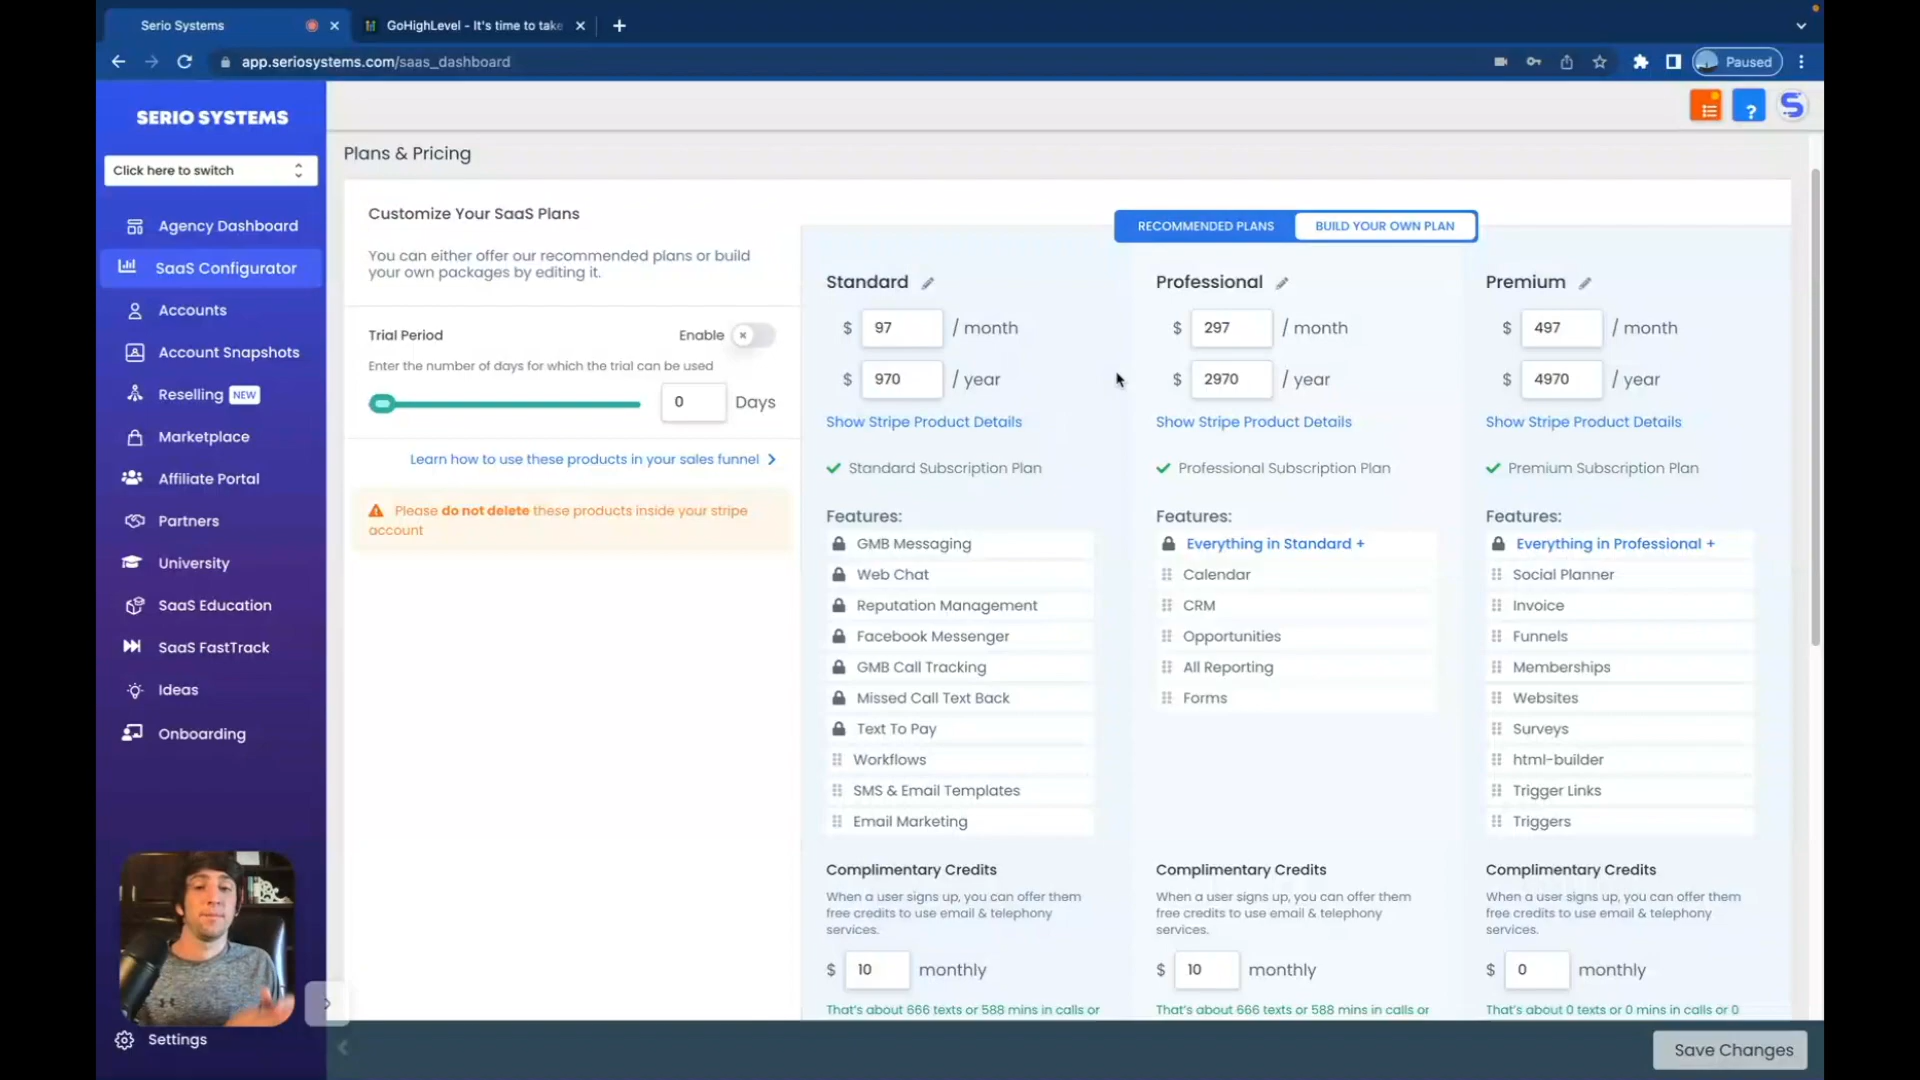 Serio Systems
GoHighLevel - It's time to take
app.seriosystems.com/saas_dashboard
Paused
SERIO SYSTEMS
Click here to switch
Agency Dashboard
SaaS Configurator
Accounts
Account Snapshots
Reselling NEW
Marketplace
Affiliate Portal
Partners
University
SaaS Education
SaaS FastTrack
Ideas
Onboarding
Settings
Plans & Pricing
Customize Your SaaS Plans
You can either offer our recommended plans or build
your own packages by editing it.
Trial Period Enable
Enter the number of days for which the trial can be used
0 Days
Learn how to use these products in your sales funnel
Please do not delete these products inside your stripe
account
RECOMMENDED PLANS BUILD YOUR OWN PLAN
Standard
$ 97 / month
$ 970 / year
Show Stripe Product Details
Standard Subscription Plan
Features:
GMB Messaging
Web Chat
Reputation Management
Facebook Messenger
GMB Call Tracking
Missed Call Text Back
Text To Pay
Workflows
SMS & Email Templates
Email Marketing
Complimentary Credits
When a user signs up, you can offer them
free credits to use email & telephony
services.
$ 10 monthly
That's about 666 texts or 588 mins in calls or
Professional
$ 297 / month
$ 2970 / year
Show Stripe Product Details
Professional Subscription Plan
Features:
Everything in Standard +
Calendar
CRM
Opportunities
All Reporting
Forms
Complimentary Credits
When a user signs up, you can offer them
free credits to use email & telephony
services.
$ 10 monthly
That's about 666 texts or 588 mins in calls or
Premium
$ 497 / month
$ 4970 / year
Show Stripe Product Details
Premium Subscription Plan
Features:
Everything in Professional +
Social Planner
Invoice
Funnels
Memberships
Websites
Surveys
html-builder
Trigger Links
Triggers
Complimentary Credits
When a user signs up, you can offer them
free credits to use email & telephony
services.
$ 0 monthly
That's about 0 texts or 0 mins in calls or 0
Save Changes